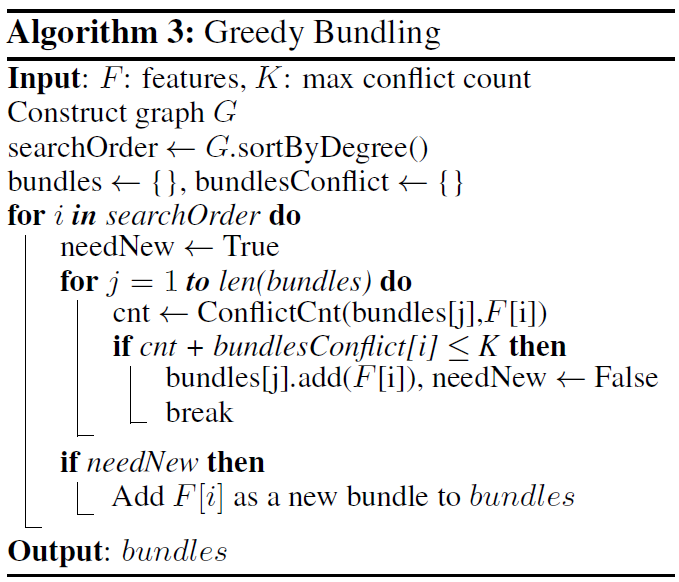 Algorithm 3: Greedy Bundling
Input: F: features, K: max conflict count
Construct graph G
searchOrder ← G.sortByDegree()
bundles ← {}, bundlesConflict ← {}
for i in searchOrder do
needNew ← True
for j = 1 to len(bundles) do
cnt ← ConflictCnt(bundles[j],F[i])
if cnt + bundlesConflict[i] ≤ K then
bundles[j].add(F[i]), needNew ← False
break
if needNew then
Add F[i] as a new bundle to bundles
Output: bundles